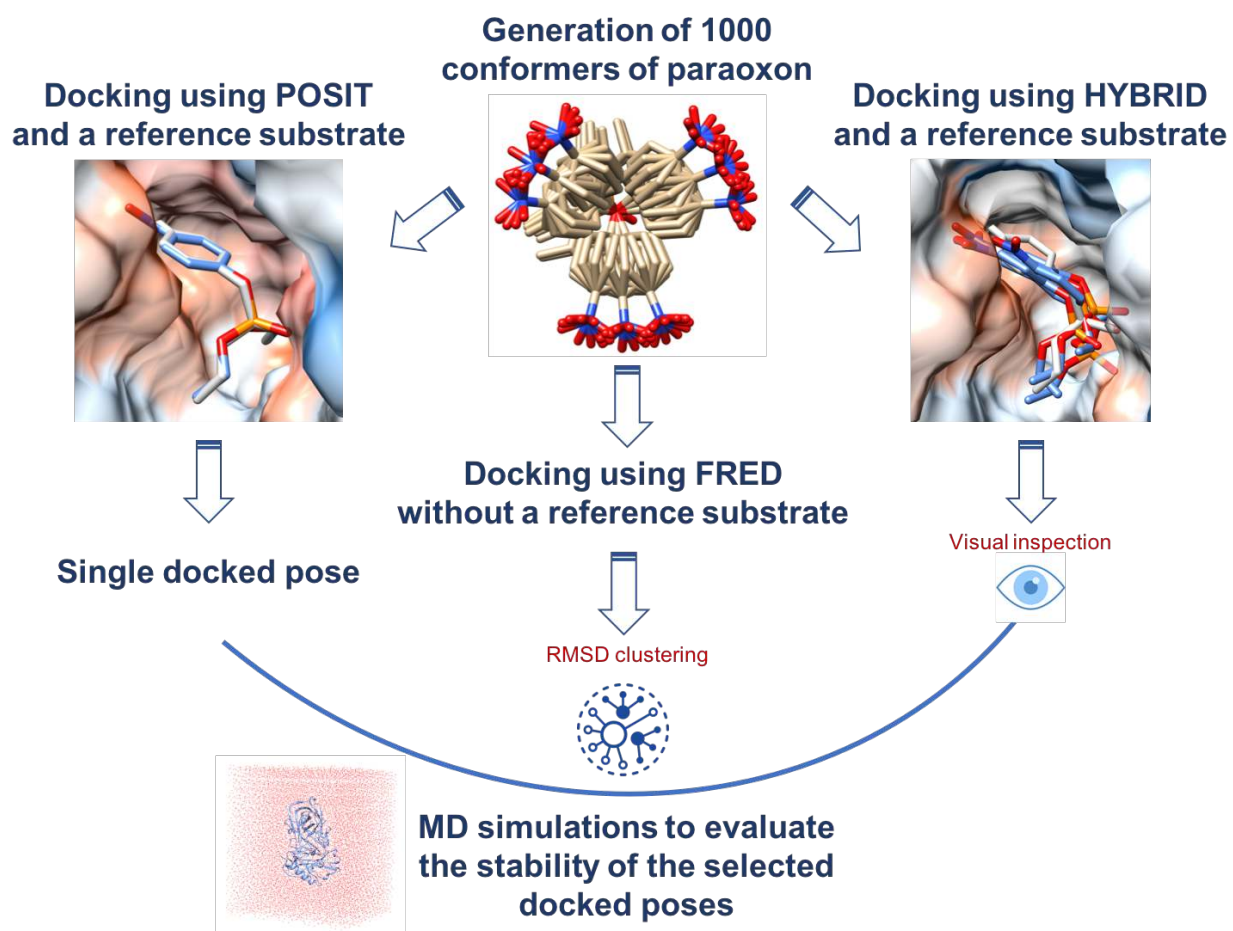 Generation of 1000
conformers of paraoxon
Docking using POSIT
and a reference substrate
Docking using HYBRID
and a reference substrate
Docking using FRED
without a reference substrate
Single docked pose
Visual inspection
RMSD clustering
MD simulations to evaluate
the stability of the selected
docked poses